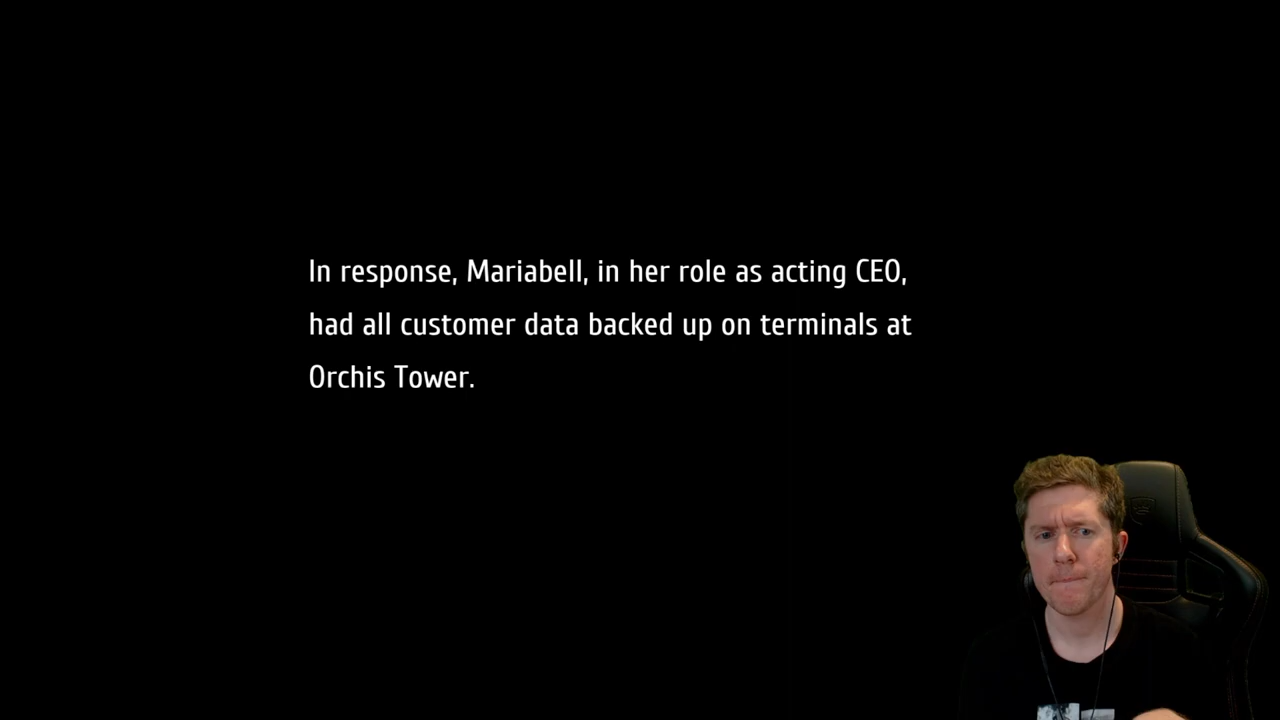 In response, Mariabell, in her role as acting CEO,
had all customer data backed up on terminals at
Orchis Tower.